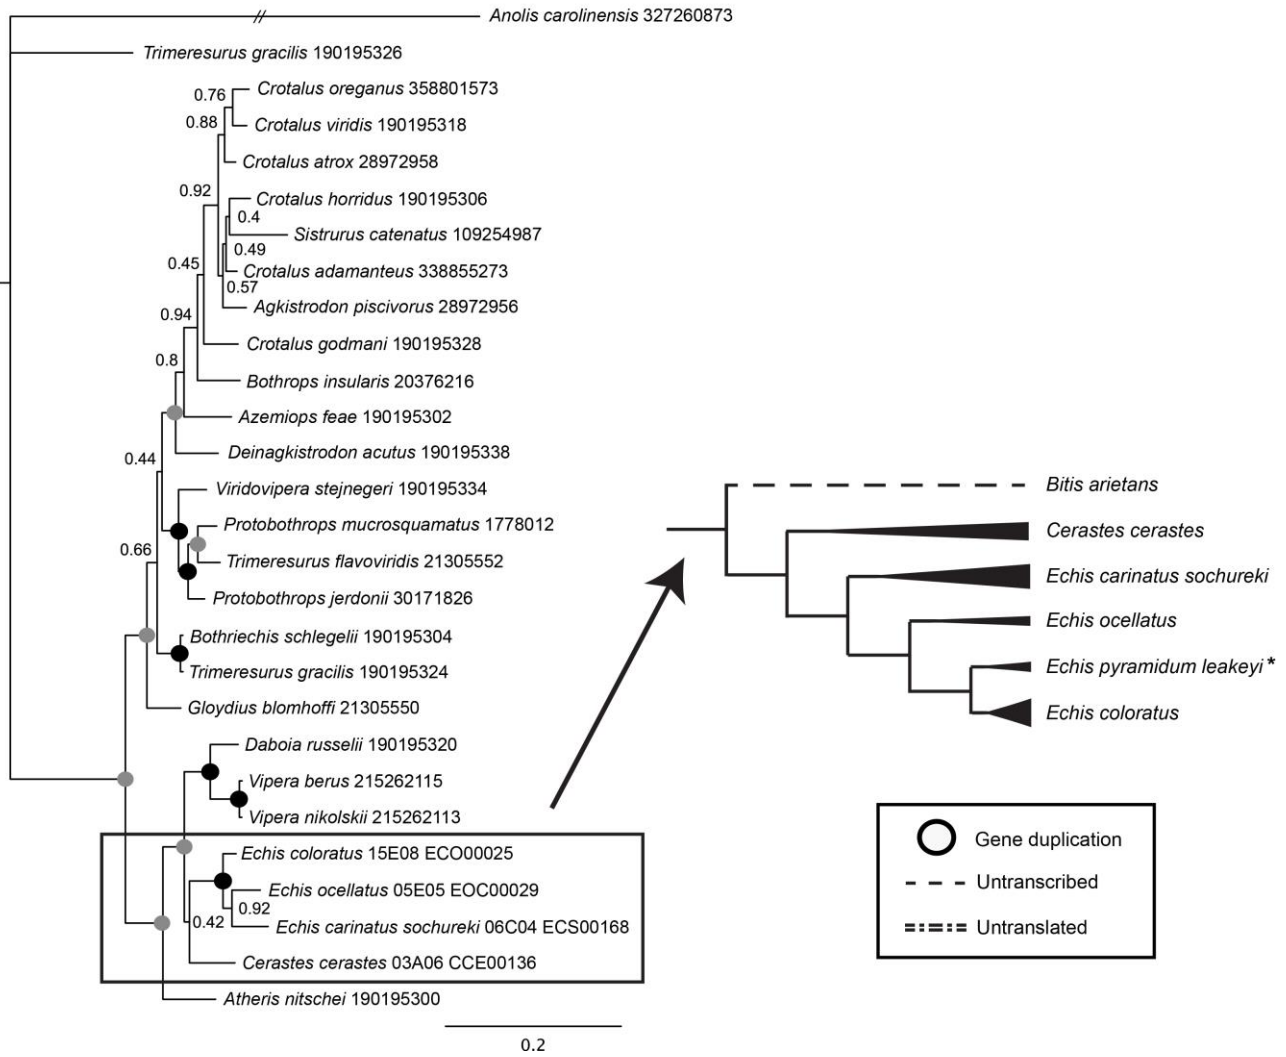 Anolis carolinensis 327260873
Trimeresurus gracilis 190195326
Crotalus oreganus 358801573
0.76
0.88
Crotalus viridis 190195318
Crotalus atrox 28972958
0.92
Crotalus horridus 190195306
0.4
Sistrurus catenatus 109254987
0.49
0.45
Crotalus adamanteus 338855273
0.57
Agkistrodon piscivorus 28972956
0.94
Crotalus godmani 190195328
0.8
Bothrops insularis 20376216
Azemiops feae 190195302
Deinagkistrodon acutus 190195338
0.44
Viridovipera stejnegeri 190195334
Protobothrops mucrosquamatus 1778012
0.66
Trimeresurus flavoviridis 21305552
Protobothrops jerdonii 30171826
Bothriechis schlegelii 190195304
Trimeresurus gracilis 190195324
Gloydius blomhoffi 21305550
Daboia russelii 190195320
Vipera berus 215262115
Vipera nikolskii 215262113
Echis coloratus 15E08 ECO00025
Echis ocellatus 05E05 EOC00029
0.92
0.42
Echis carinatus sochureki 06C04 ECS00168
Cerastes cerastes 03A06 CCE00136
Atheris nitschei 190195300
0.2
Bitis arietans
Cerastes cerastes
Echis carinatus sochureki
Echis ocellatus
Echis pyramidum leakeyi *
Echis coloratus
Gene duplication
Untranscribed
Untranslated